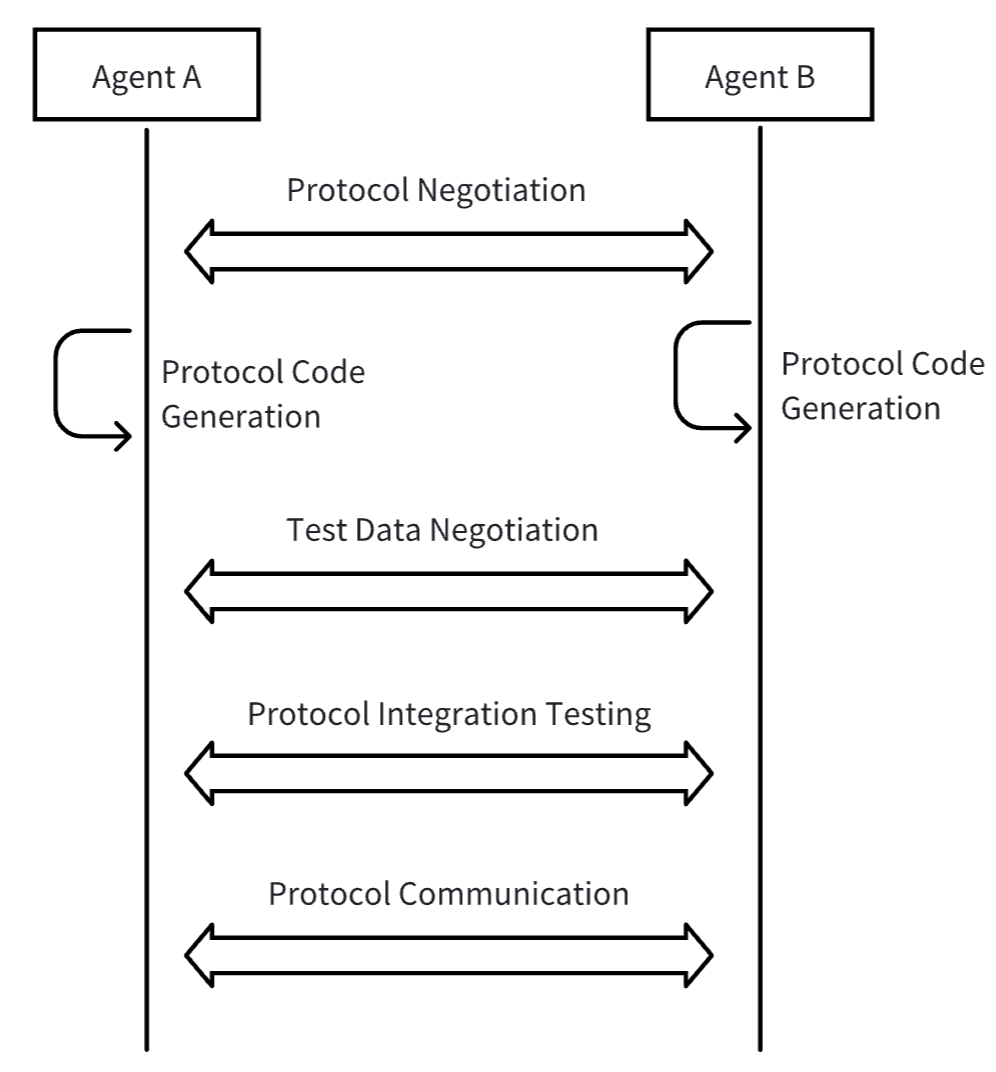 Agent A
Agent B
Protocol Negotiation
Protocol Code
Generation
Protocol Code
Generation
Test Data Negotiation
Protocol Integration Testing
Protocol Communication